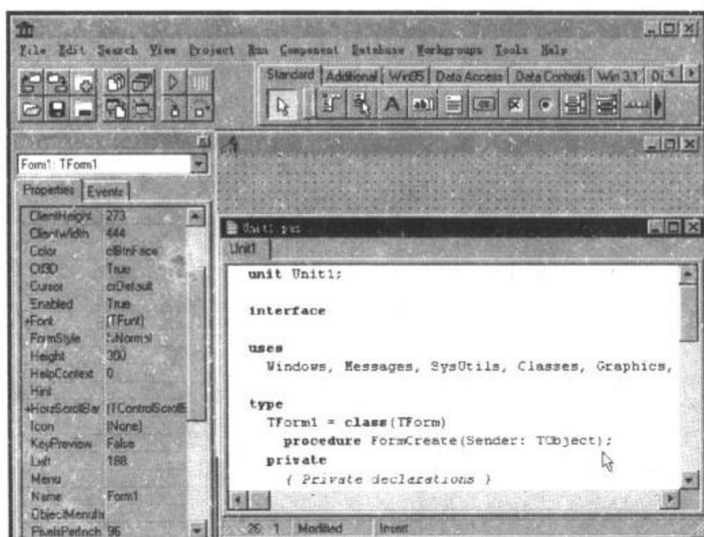 File Edit Search View Project Run Component Database Workgroups Tools Help
Standard Additional Win95 Data Access Data Controls Win 3.1
Form1: TForm1
Properties Events
ClientHeight 273
ClientWidth 444
Color clBtnFace
Ctl3D True
Cursor crDefault
Enabled True
+Font (TFont)
FormStyle fsNormal
Height 300
HelpContext 0
Hint
+HorzScrollBar (TControlScrollB
Icon (None)
KeyPreview False
Left 188
Menu
Name Form1
ObjectMenuIte
PixelsPerInch 96
Unit1.pas
Unit1
unit Unit1;
interface
uses
Windows, Messages, SysUtils, Classes, Graphics,
type
TForm1 = class(TForm)
procedure FormCreate(Sender: TObject);
private
{ Private declarations }
26: 1 Modified Insert